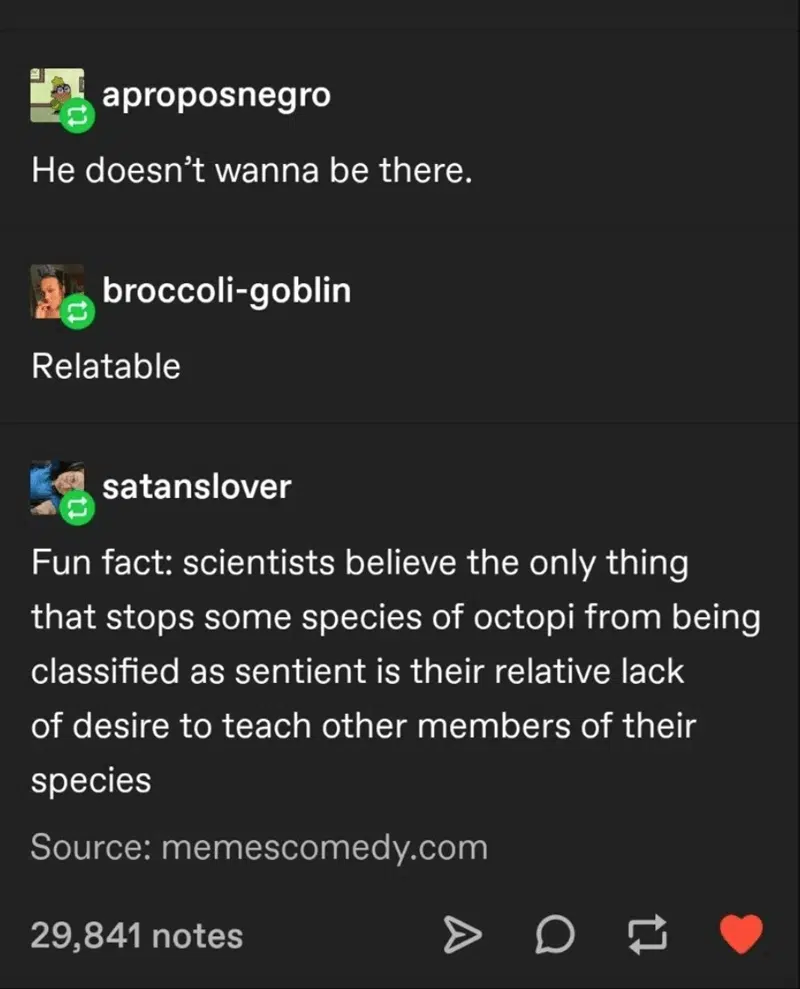 aproposnegro
He doesn’t wanna be there.
broccoli-goblin
Relatable
satanslover
Fun fact: scientists believe the only thing
that stops some species of octopi from being
classified as sentient is their relative lack
of desire to teach other members of their
species
Source: memescomedy.com
29,841 notes